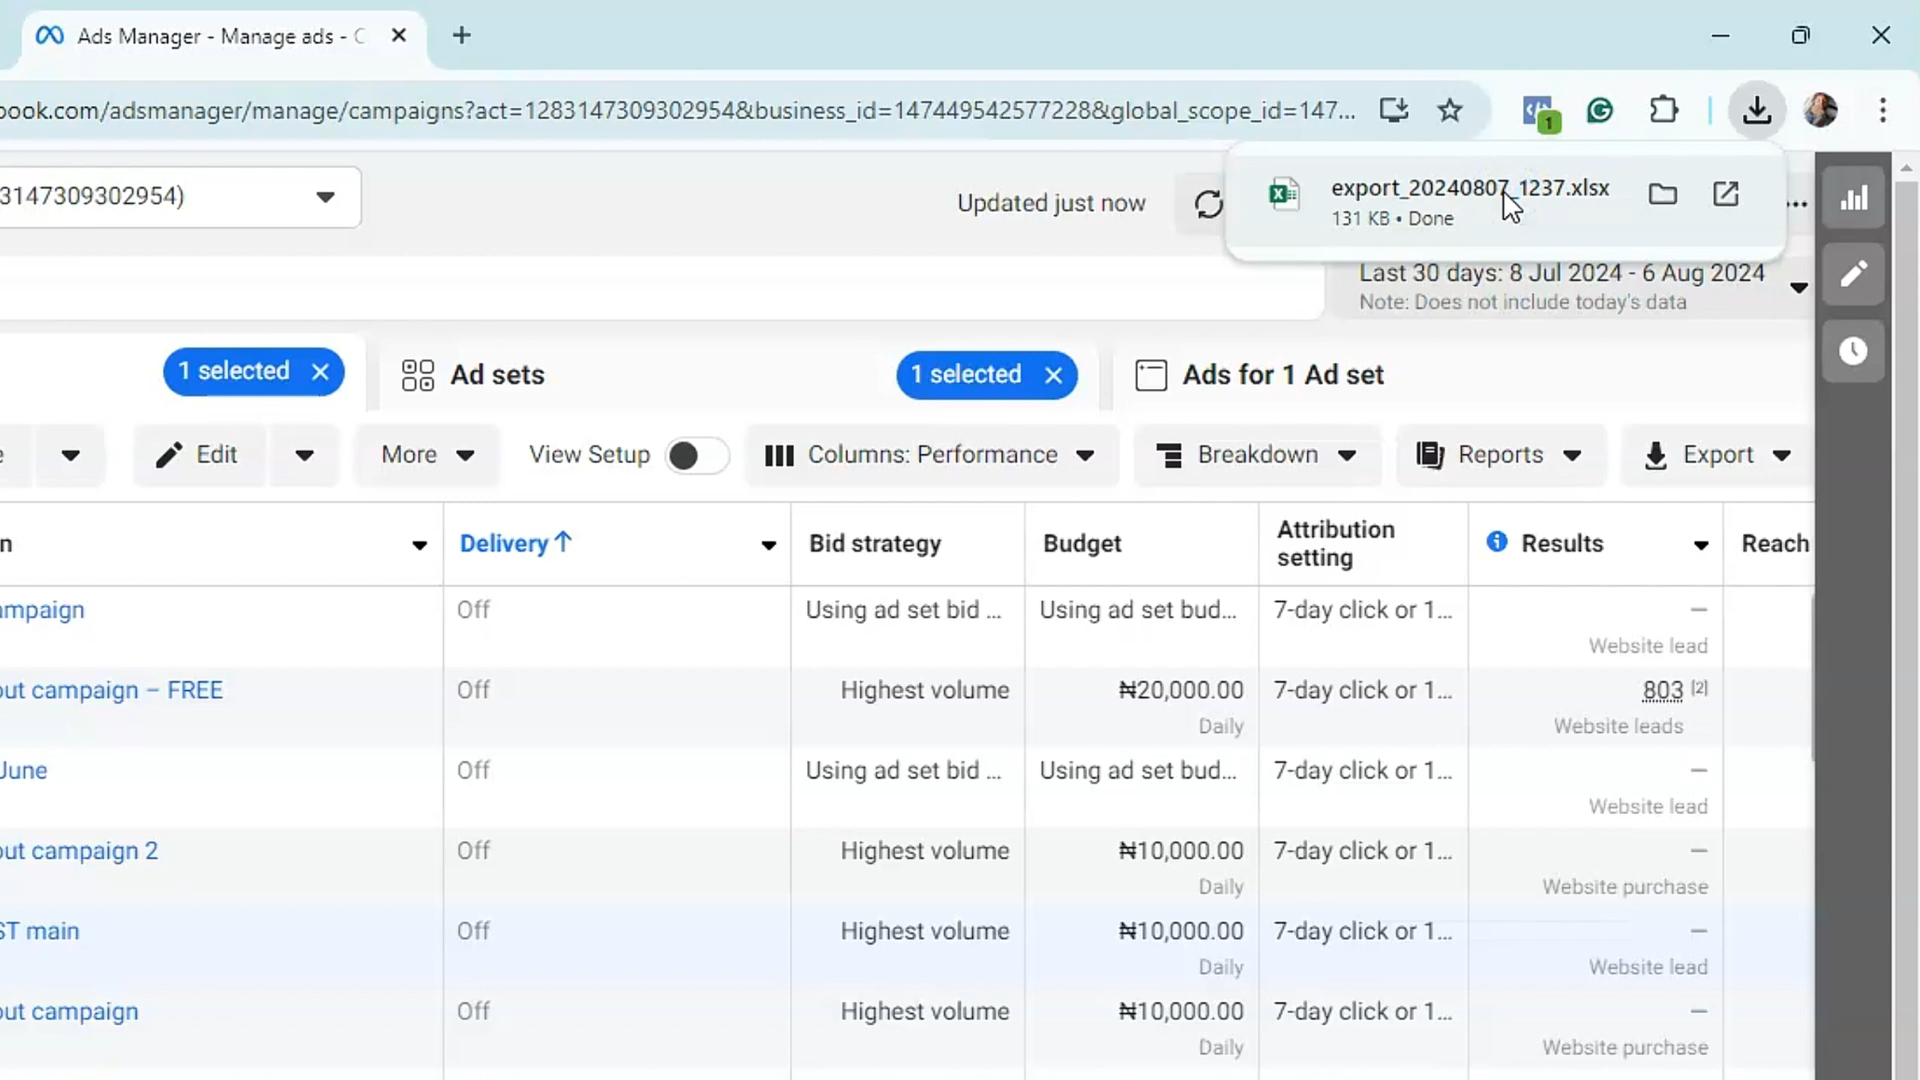 Ads Manager - Manage ads - C
book.com/adsmanager/manage/campaigns?act=1283147309302954&business_id=147449542577228&global_scope_id=147...
1
export_20240807_1237.xlsx
131 KB • Done
3147309302954)
Updated just now
Last 30 days: 8 Jul 2024 - 6 Aug 2024
Note: Does not include today's data
1 selected
Ad sets
1 selected
Ads for 1 Ad set
e
Edit
More
View Setup
Columns: Performance
Breakdown
Reports
Export
n
Delivery↑
Bid strategy
Budget
Attribution
setting
Results
Reach
ampaign
Off
Using ad set bid ...
Using ad set bud...
7-day click or 1...
—
Website lead
out campaign – FREE
Off
Highest volume
₦20,000.00
Daily
7-day click or 1...
803 [2]
Website leads
June
Off
Using ad set bid ...
Using ad set bud...
7-day click or 1...
—
Website lead
out campaign 2
Off
Highest volume
₦10,000.00
Daily
7-day click or 1...
—
Website purchase
ST main
Off
Highest volume
₦10,000.00
Daily
7-day click or 1...
—
Website lead
out campaign
Off
Highest volume
₦10,000.00
Daily
7-day click or 1...
—
Website purchase